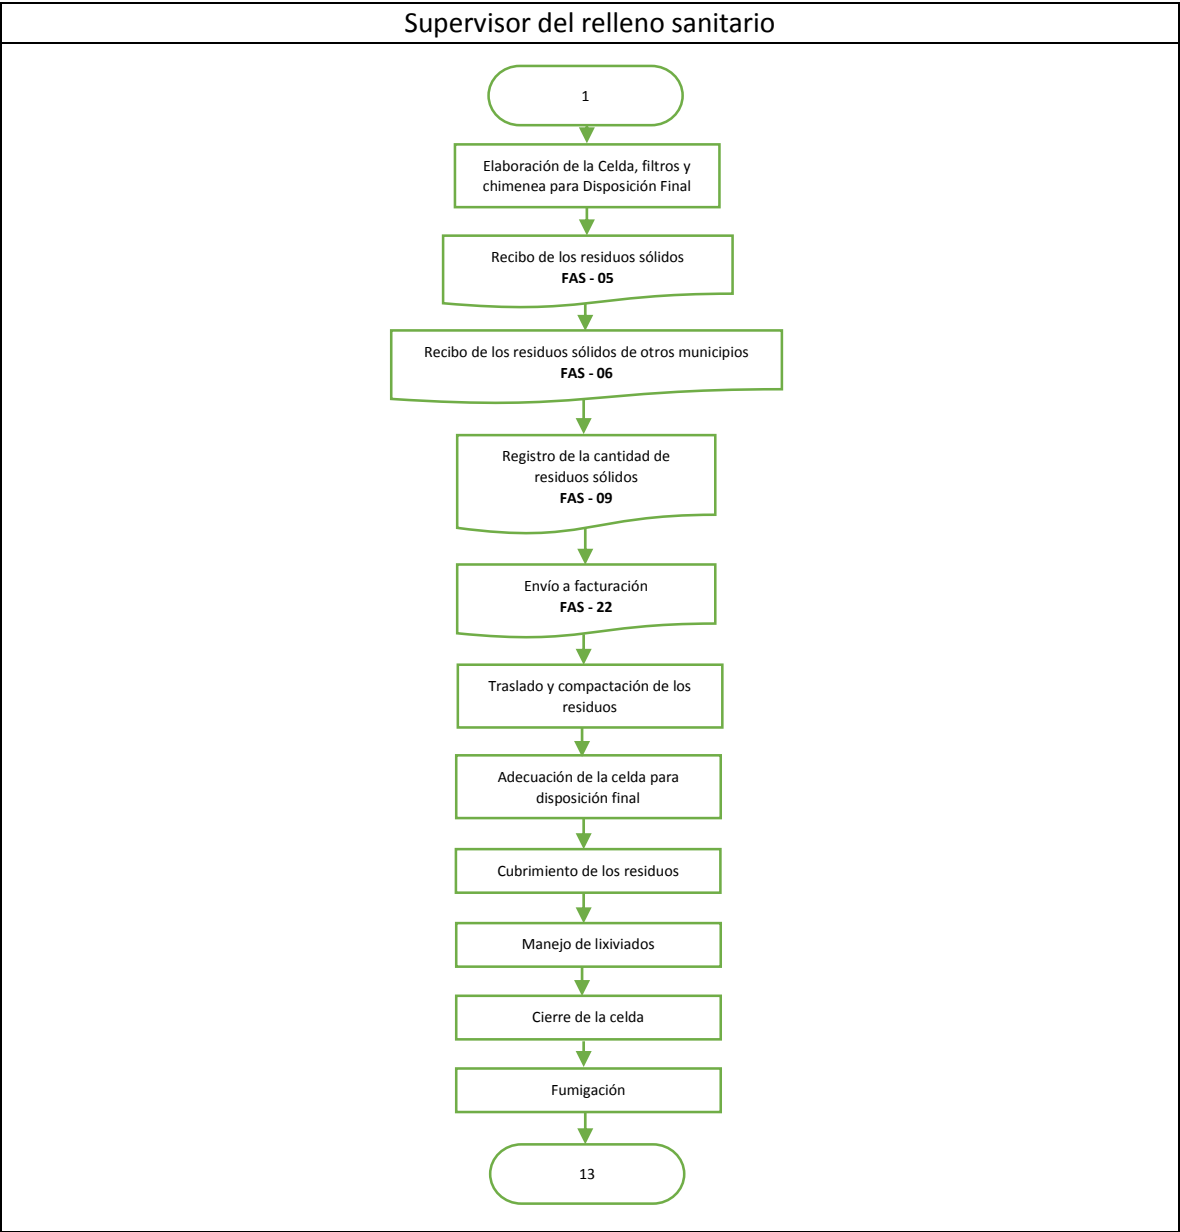 Supervisor del relleno sanitario
1
Elaboración de la Celda, filtros y
chimenea para Disposición Final
Recibo de los residuos sólidos
FAS - 05
Recibo de los residuos sólidos de otros municipios
FAS - 06
Registro de la cantidad de
residuos sólidos
FAS - 09
Envío a facturación
FAS - 22
Traslado y compactación de los
residuos
Adecuación de la celda para
disposición final
Cubrimiento de los residuos
Manejo de lixiviados
Cierre de la celda
Fumigación
13